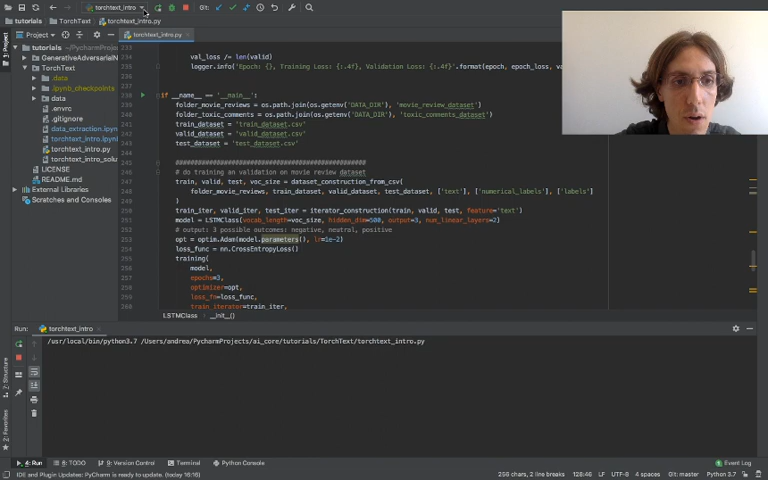 torchtext_intro
Git:
tutorials
TorchText
torchtext_intro.py
Project
torchtext_intro.py
tutorials ~/PycharmProjec
GenerativeAdversarialN
TorchText
.data
.ipynb_checkpoints
data
.envrc
.gitignore
data_extraction.ipynb
torchtext_intro.ipynb
torchtext_intro.py
torchtext_intro_solu
LICENSE
README.md
External Libraries
Scratches and Consoles
val_loss /= len(valid)
logger.info('Epoch: {}, Training Loss: {:.4f}, Validation Loss: {:.4f}'.format(epoch, epoch_loss, va
if __name__ == '__main__':
folder_movie_reviews = os.path.join(os.getenv('DATA_DIR'), 'movie_review_dataset')
folder_toxic_comments = os.path.join(os.getenv('DATA_DIR'), 'toxic_comments_dataset')
train_dataset = 'train_dataset.csv'
valid_dataset = 'valid_dataset.csv'
test_dataset = 'test_dataset.csv'
# do training an validation on movie review dataset
train, valid, test, voc_size = dataset_construction_from_csv(
folder_movie_reviews, train_dataset, valid_dataset, test_dataset, ['text'], ['numerical_labels'], ['labels']
)
train_iter, valid_iter, test_iter = iterator_construction(train, valid, test, feature='text')
model = LSTMClass(vocab_length=voc_size, hidden_dim=500, output=3, num_linear_layers=2)
# output: 3 possible outcomes: negative, neutral, positive
opt = optim.Adam(model.parameters(), lr=1e-2)
loss_func = nn.CrossEntropyLoss()
training(
model,
epochs=3,
optimizer=opt,
loss_fn=loss_func,
train_iterator=train_iter,
LSTMClass
__init__()
Run: torchtext_intro
/usr/local/bin/python3.7 /Users/andrea/PycharmProjects/ai_core/tutorials/TorchText/torchtext_intro.py
4: Run
6: TODO
9: Version Control
Terminal
Python Console
Event Log
IDE and Plugin Updates: PyCharm is ready to update. (today 16:16)
LF
UTF-8
4 spaces
Git: master
Python 3.7